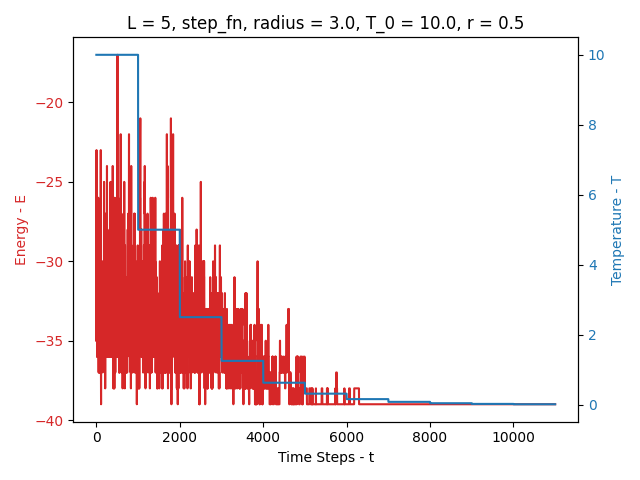 L = 5, step_fn, radius = 3.0, T_0 = 10.0, r = 0.5
Energy - E
−20
−25
−30
−35
−40
10
8
6
4
2
0
Temperature - T
0 2000 4000 6000 8000 10000
Time Steps - t